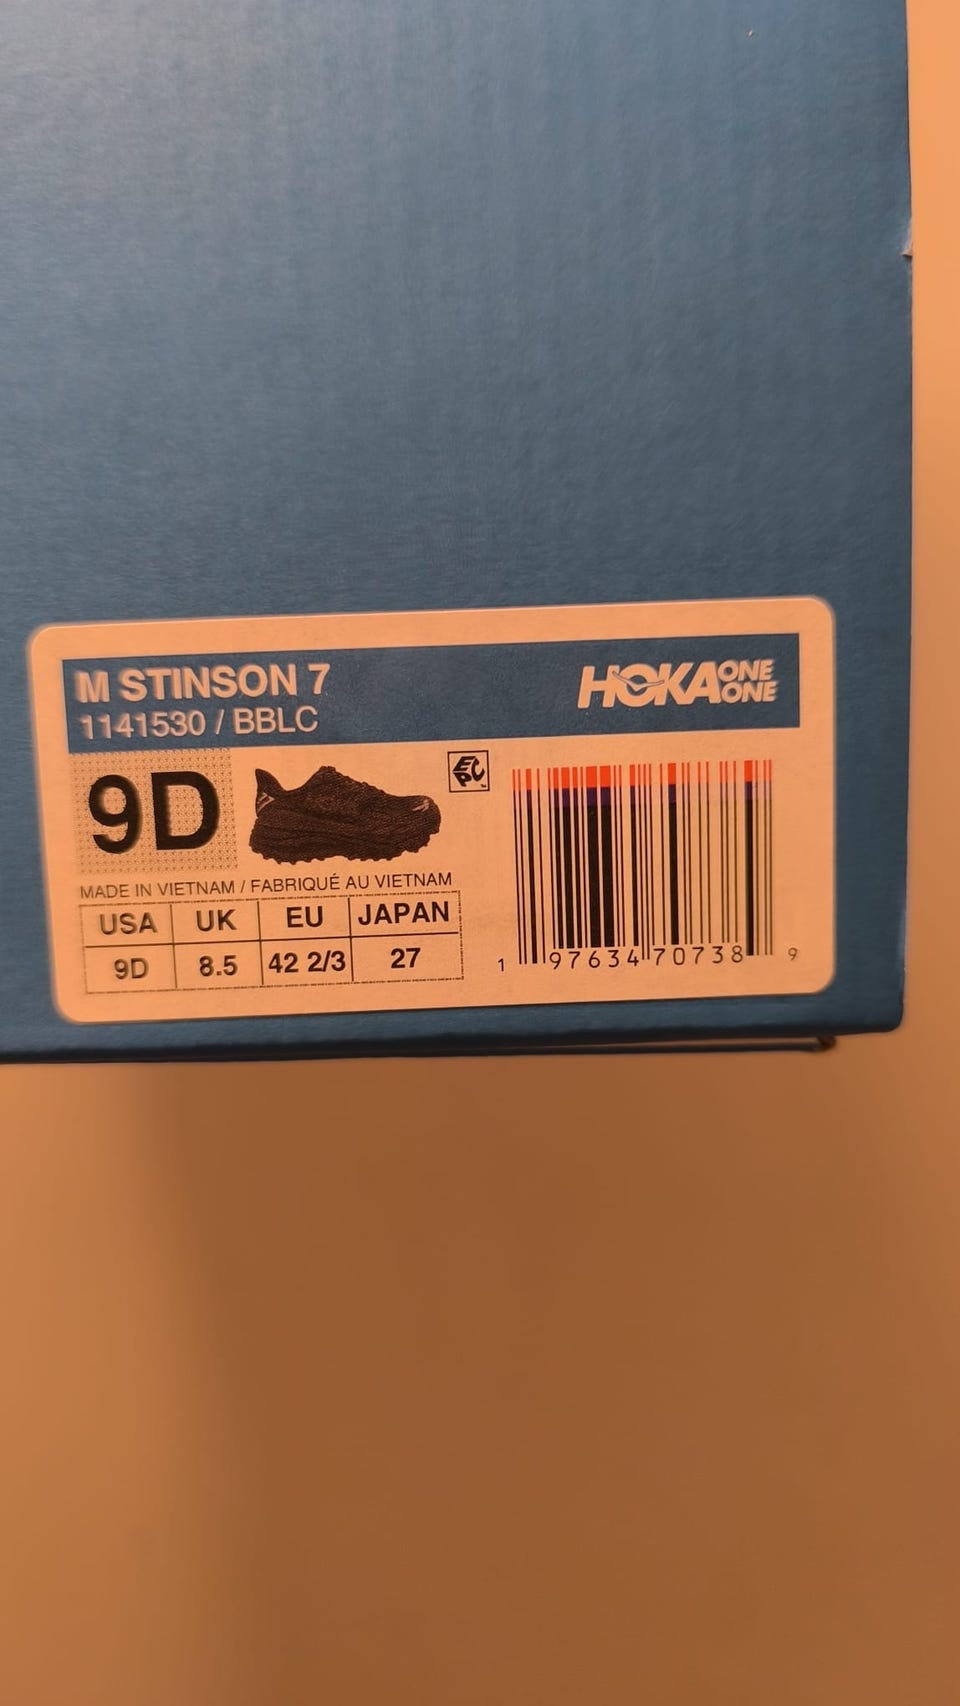 M STINSON 7
1141530 / BBLC
HOKA ONE ONE
9D
EPC
MADE IN VIETNAM / FABRIQUÉ AU VIETNAM
USA UK EU JAPAN
9D 8.5 42 2/3 27
1 97634 70738 9